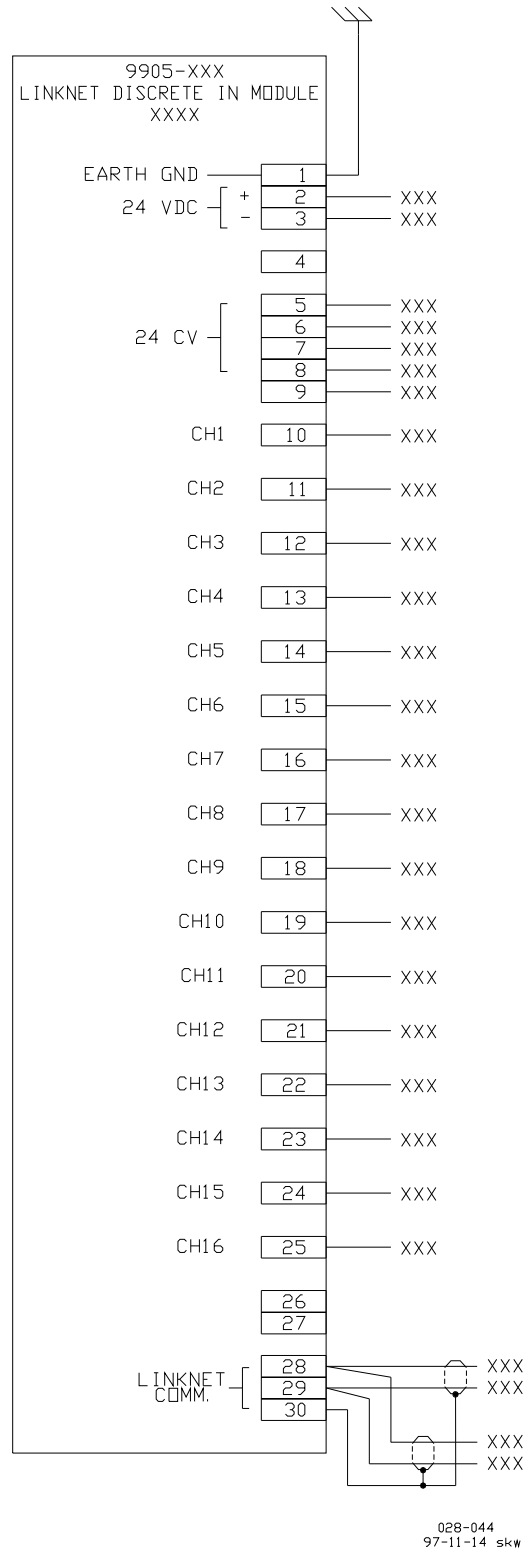 9905-XXX
LINKNET DISCRETE IN MODULE
XXXX
EARTH GND 1
24 VDC + 2 XXX
- 3 XXX
4
24 CV
5 XXX
6 XXX
7 XXX
8 XXX
9 XXX
CH1 10 XXX
CH2 11 XXX
CH3 12 XXX
CH4 13 XXX
CH5 14 XXX
CH6 15 XXX
CH7 16 XXX
CH8 17 XXX
CH9 18 XXX
CH10 19 XXX
CH11 20 XXX
CH12 21 XXX
CH13 22 XXX
CH14 23 XXX
CH15 24 XXX
CH16 25 XXX
26
27
LINKNET
COMM.
28 XXX
29 XXX
30
XXX
XXX
028-044
97-11-14 skw